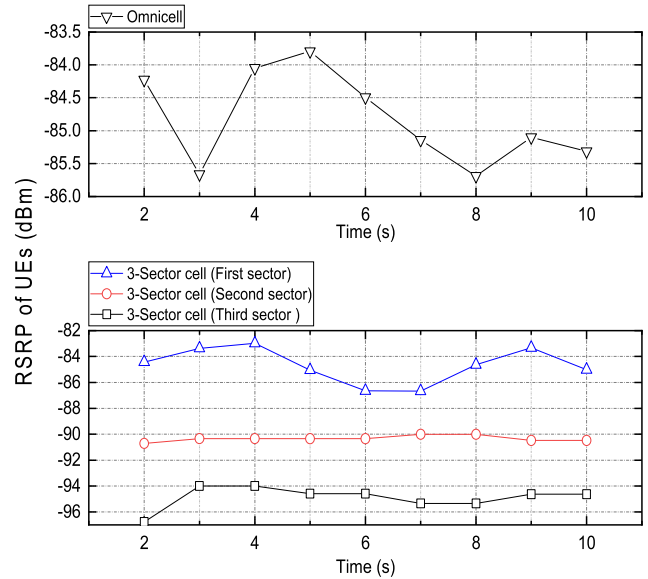 Omnicell
-83.5
-84.0
-84.5
-85.0
-85.5
-86.0
2 4 6 8 10
Time (s)
RSRP of UEs (dBm)
3-Sector cell (First sector)
3-Sector cell (Second sector)
3-Sector cell (Third sector )
-82
-84
-86
-88
-90
-92
-94
-96
2 4 6 8 10
Time (s)